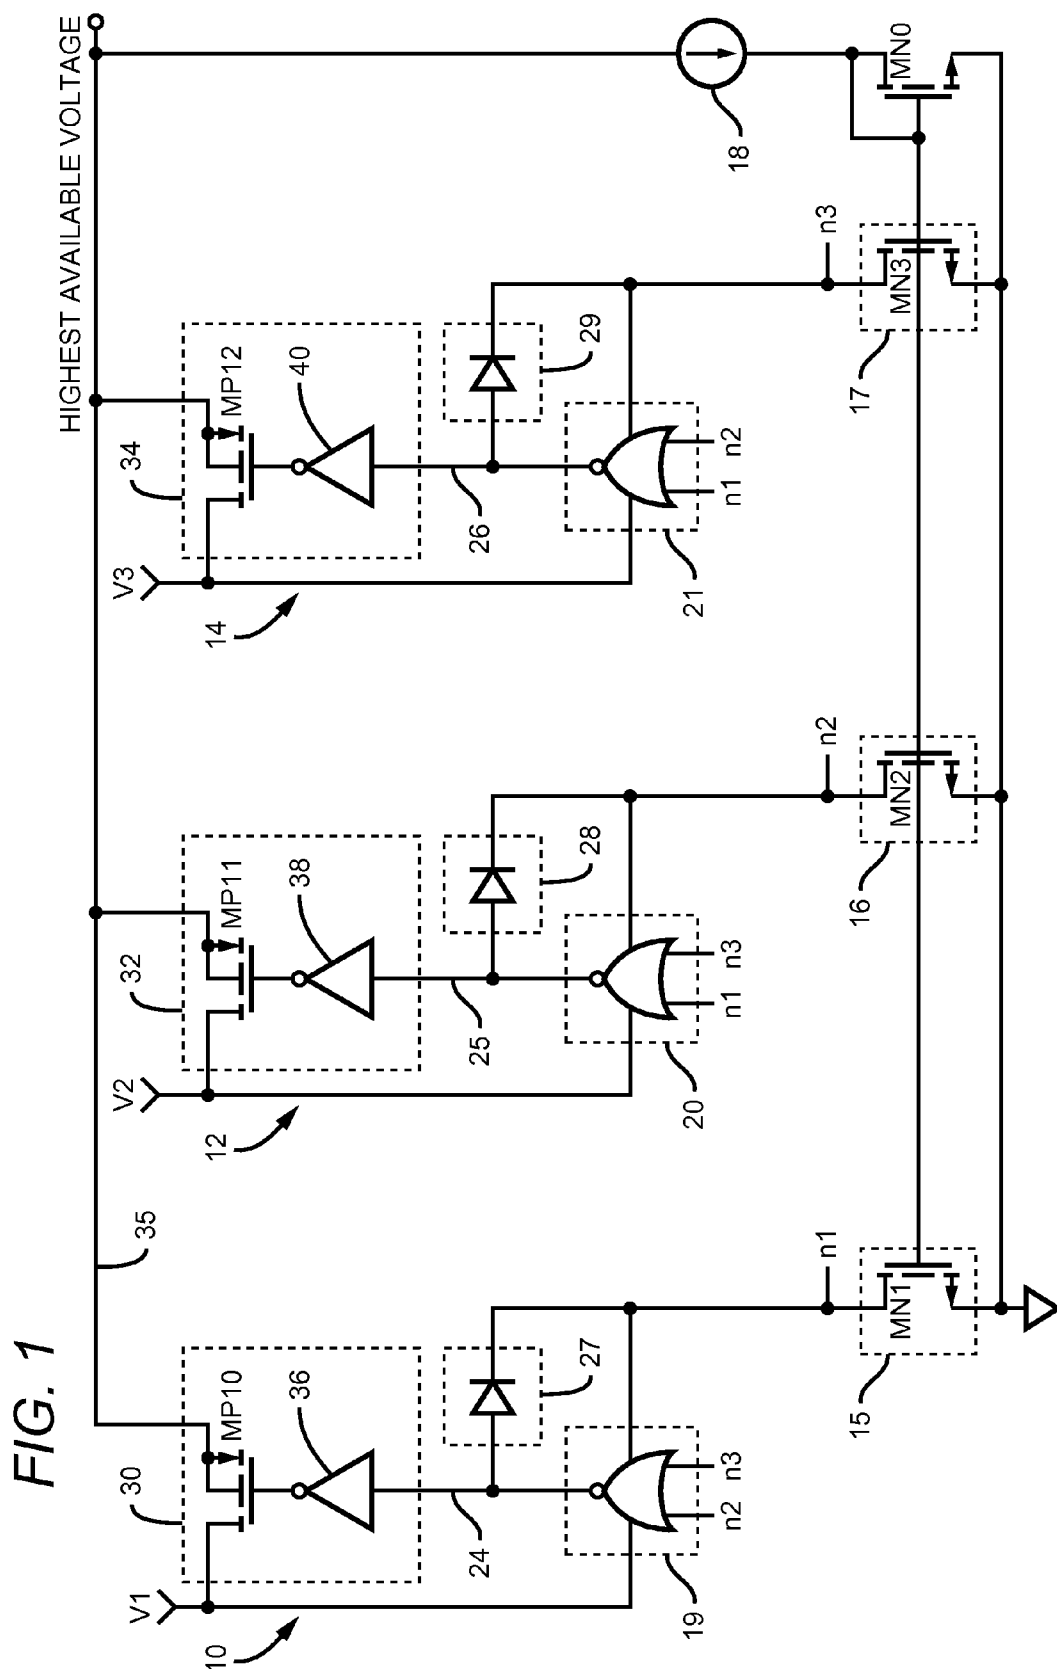 FIG. 1
HIGHEST AVAILABLE VOLTAGE
35
V1
10
30
MP10
36
24
27
19
n2
n3
n1
15
MN1
V2
12
32
MP11
38
25
28
20
n1
n3
n2
16
MN2
V3
14
34
MP12
40
26
29
21
n1
n2
n3
17
MN3
18
MN0